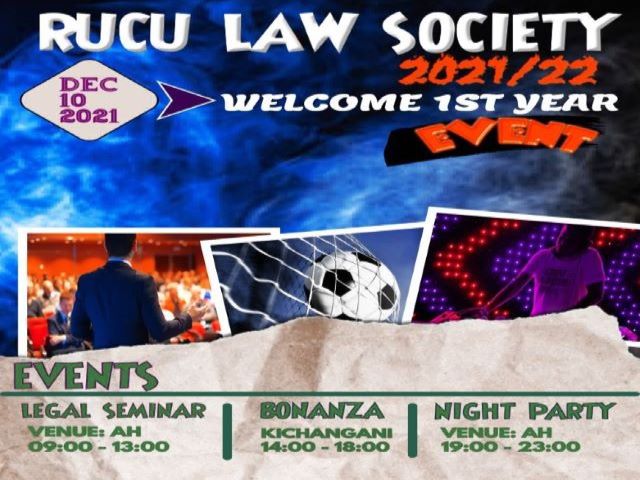 RUCU LAW SOCIETY
2021/22
DEC
10
2021
WELCOME 1ST YEAR
EVENT
EVENTS
LEGAL SEMINAR
VENUE: AH
09:00 - 13:00
BONANZA
KICHANGANI
14:00 - 18:00
NIGHT PARTY
VENUE: AH
19:00 - 23:00